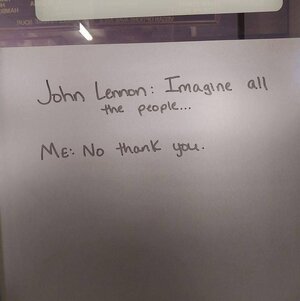 John Lennon: Imagine all
the people...
ME: No thank you.